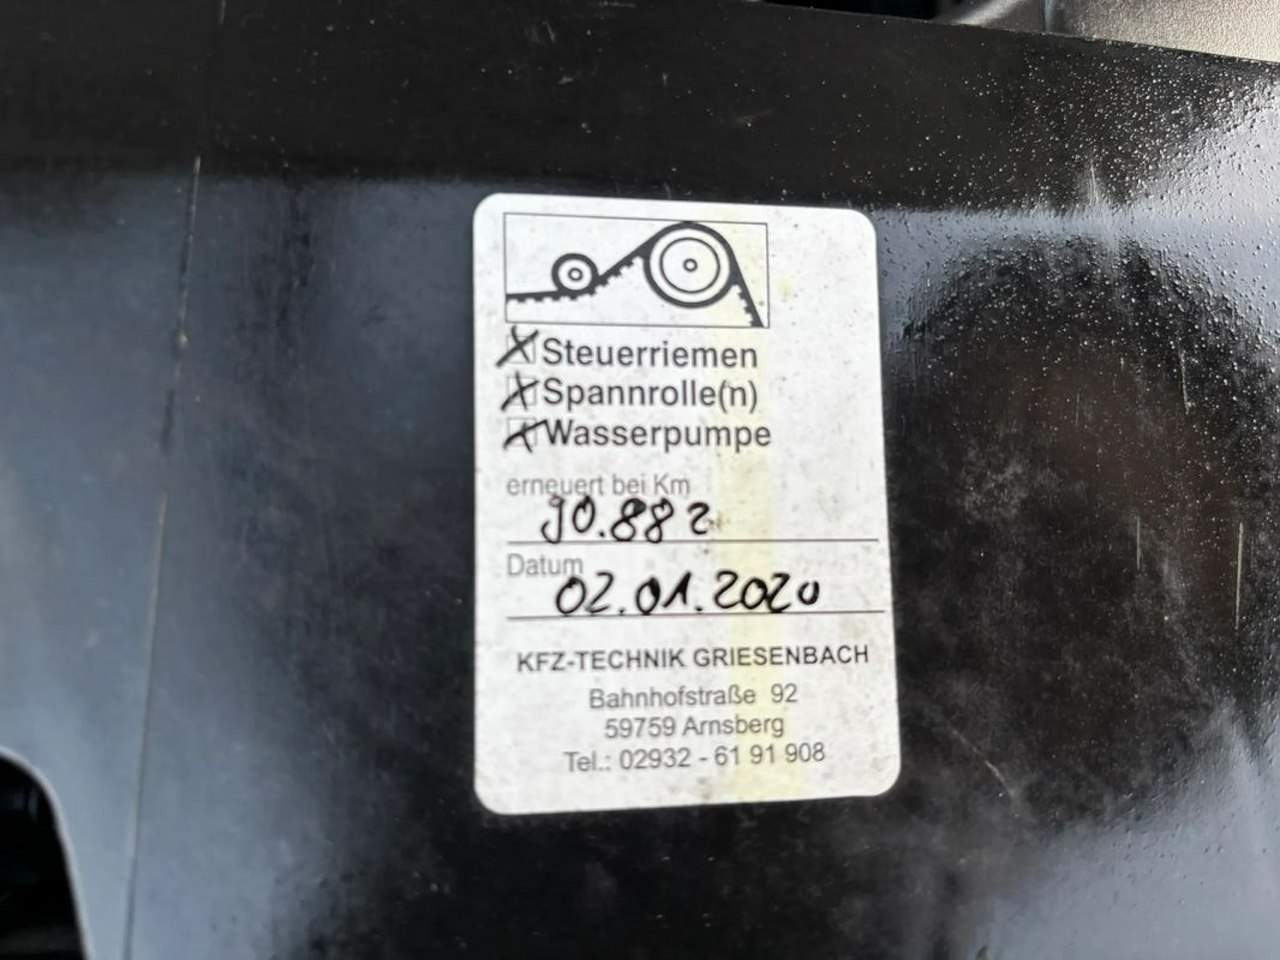 Steuerriemen
Spannrolle(n)
Wasserpumpe
erneuert bei Km
90.882
Datum
02.01.2020
KFZ-TECHNIK GRIESENBACH
Bahnhofstraße 92
59759 Arnsberg
Tel.: 02932 - 61 91 908